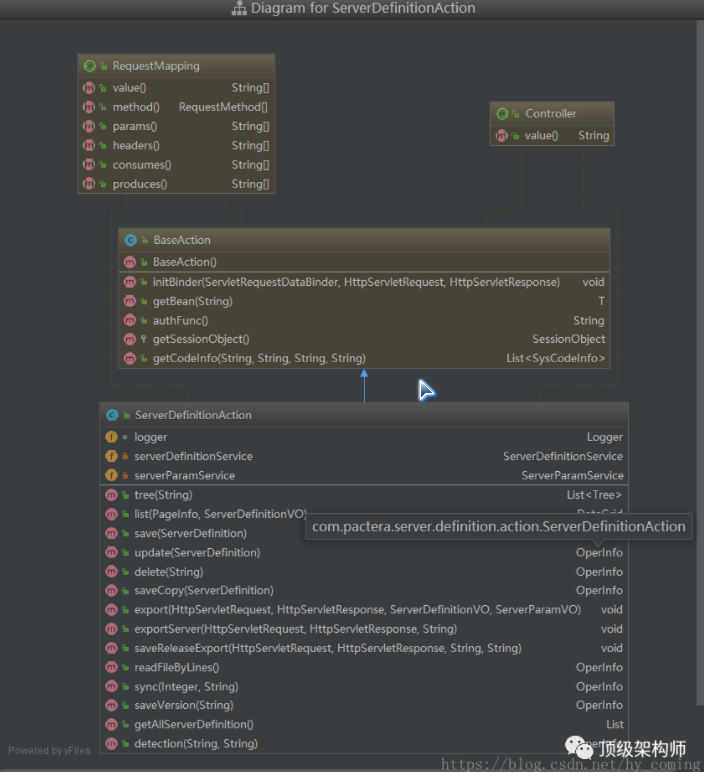 Diagram for ServerDefinitionAction
RequestMapping
value() String[]
method() RequestMethod[]
params() String[]
headers() String[]
consumes() String[]
produces() String[]
Controller
value() String
BaseAction
BaseAction()
initBinder(ServletRequestDataBinder, HttpServletRequest, HttpServletResponse) void
getBean(String) T
authFunc() String
getSessionObject() SessionObject
getCodeInfo(String, String, String, String) List<SysCodeInfo>
ServerDefinitionAction
logger Logger
serverDefinitionService ServerDefinitionService
serverParamService ServerParamService
tree(String) List<Tree>
list(PageInfo, ServerDefinitionVO)
com.pactera.server.definition.action.ServerDefinitionAction
save(ServerDefinition)
update(ServerDefinition) OperInfo
delete(String) OperInfo
saveCopy(ServerDefinition) OperInfo
export(HttpServletRequest, HttpServletResponse, ServerDefinitionVO, ServerParamVO) void
exportServer(HttpServletRequest, HttpServletResponse, String) void
saveReleaseExport(HttpServletRequest, HttpServletResponse, String, String) void
readFileByLines() OperInfo
sync(Integer, String) OperInfo
saveVersion(String) OperInfo
getAllServerDefinition() List
detection(String, String)
Powered by yFiles
顶级架构师
https://blog.csdn.net/hy_coming